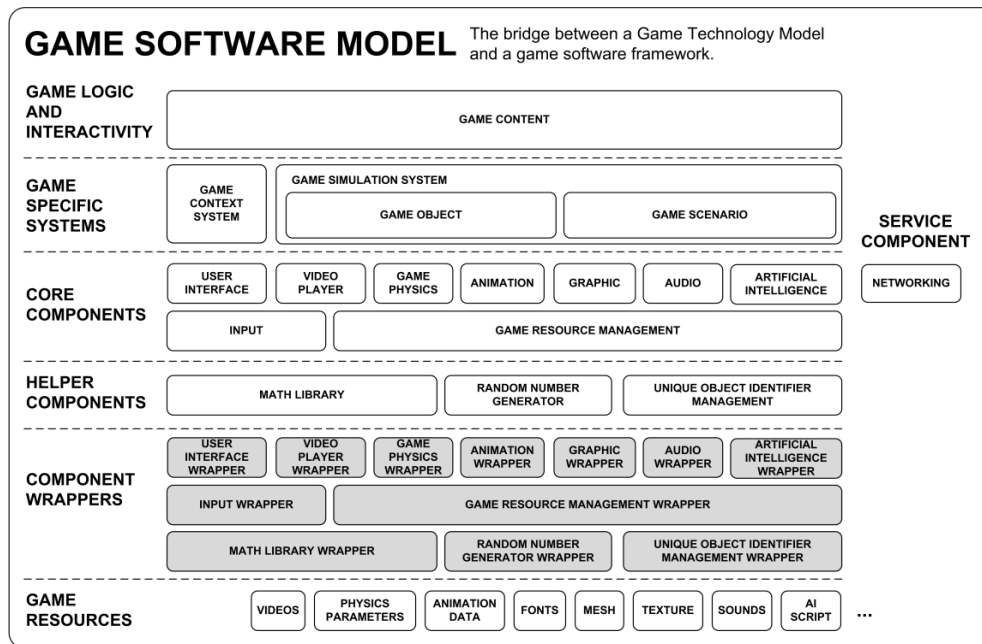 GAME SOFTWARE MODEL
The bridge between a Game Technology Model
and a game software framework.
GAME LOGIC
AND
INTERACTIVITY
GAME CONTENT
GAME
SPECIFIC
SYSTEMS
GAME
CONTEXT
SYSTEM
GAME SIMULATION SYSTEM
GAME OBJECT
GAME SCENARIO
SERVICE
COMPONENT
NETWORKING
CORE
COMPONENTS
USER
INTERFACE
VIDEO
PLAYER
GAME
PHYSICS
ANIMATION
GRAPHIC
AUDIO
ARTIFICIAL
INTELLIGENCE
INPUT
GAME RESOURCE MANAGEMENT
HELPER
COMPONENTS
MATH LIBRARY
RANDOM NUMBER
GENERATOR
UNIQUE OBJECT IDENTIFIER
MANAGEMENT
COMPONENT
WRAPPERS
USER
INTERFACE
WRAPPER
VIDEO
PLAYER
WRAPPER
GAME
PHYSICS
WRAPPER
ANIMATION
WRAPPER
GRAPHIC
WRAPPER
AUDIO
WRAPPER
ARTIFICIAL
INTELLIGENCE
WRAPPER
INPUT WRAPPER
GAME RESOURCE MANAGEMENT WRAPPER
MATH LIBRARY WRAPPER
RANDOM NUMBER
GENERATOR WRAPPER
UNIQUE OBJECT IDENTIFIER
MANAGEMENT WRAPPER
GAME
RESOURCES
VIDEOS
PHYSICS
PARAMETERS
ANIMATION
DATA
FONTS
MESH
TEXTURE
SOUNDS
AI
SCRIPT
...